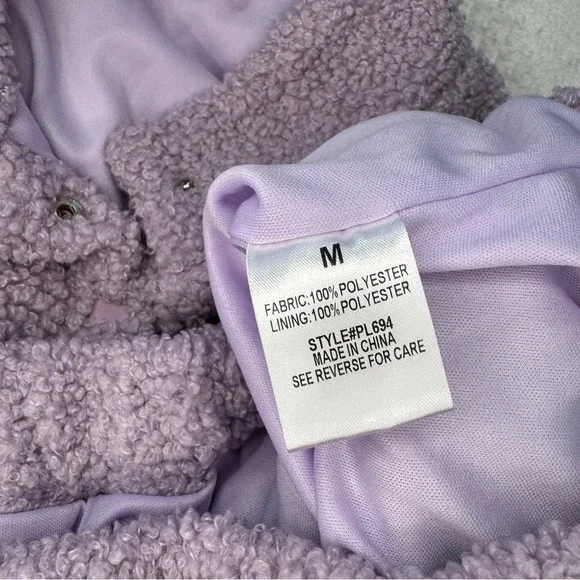 M
FABRIC:100% POLYESTER
LINING:100% POLYESTER
STYLE#PL694
MADE IN CHINA
SEE REVERSE FOR CARE